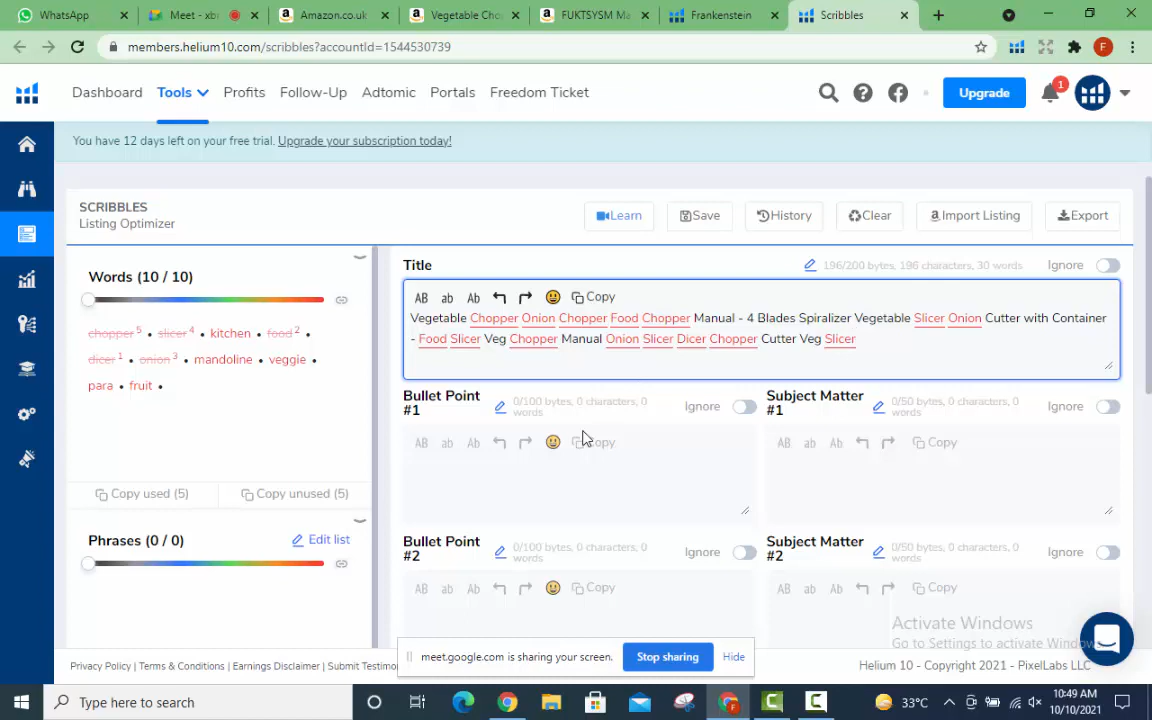 WhatsApp
Meet - xbr
Amazon.co.uk
Vegetable Cho
FUKTSYSM Ma
Frankenstein
Scribbles
members.helium10.com/scribbles?accountId=1544530739
F
Dashboard
Tools
Profits
Follow-Up
Adtomic
Portals
Freedom Ticket
Upgrade
1
You have 12 days left on your free trial. Upgrade your subscription today!
SCRIBBLES
Listing Optimizer
Learn
Save
History
Clear
Import Listing
Export
Words (10 / 10)
chopper 5 • slicer 4 • kitchen • food 2 •
dicer 1 • onion 3 • mandoline • veggie •
para • fruit •
Copy used (5)
Copy unused (5)
Phrases (0 / 0)
Edit list
Title
196/200 bytes, 196 characters, 30 words
Ignore
AB ab Ab Copy
Vegetable Chopper Onion Chopper Food Chopper Manual - 4 Blades Spiralizer Vegetable Slicer Onion Cutter with Container
- Food Slicer Veg Chopper Manual Onion Slicer Dicer Chopper Cutter Veg Slicer
Bullet Point
#1
0/100 bytes, 0 characters, 0
words
Ignore
AB ab Ab Copy
Subject Matter
#1
0/50 bytes, 0 characters, 0
words
Ignore
AB ab Ab Copy
Bullet Point
#2
0/100 bytes, 0 characters, 0
words
Ignore
AB ab Ab Copy
Subject Matter
#2
0/50 bytes, 0 characters, 0
words
Ignore
AB ab Ab Copy
Activate Windows
Go to Settings to activate Windows.
meet.google.com is sharing your screen.
Stop sharing
Hide
Privacy Policy | Terms & Conditions | Earnings Disclaimer | Submit Testimo
Helium 10 - Copyright 2021 - PixelLabs LLC
Type here to search
33°C
10:49 AM
10/10/2021